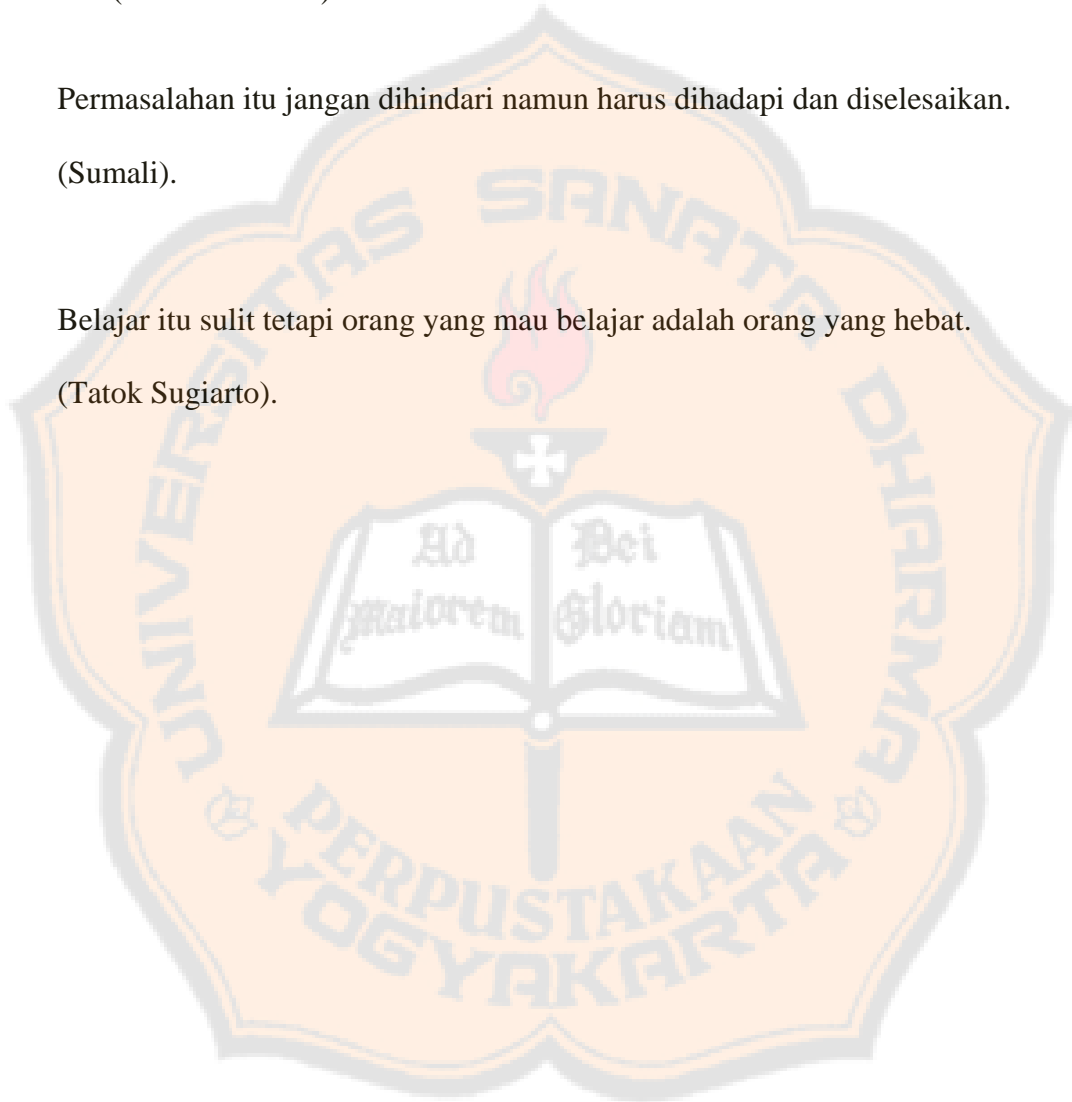 Permasalahan itu jangan dihindari namun harus dihadapi dan diselesaikan.
(Sumali).
Belajar itu sulit tetapi orang yang mau belajar adalah orang yang hebat.
(Tatok Sugiarto).
UNIVERSITAS SANATA DHARMA
Ad Dei
Maiorem Gloriam
PERPUSTAKAAN
YOGYAKARTA